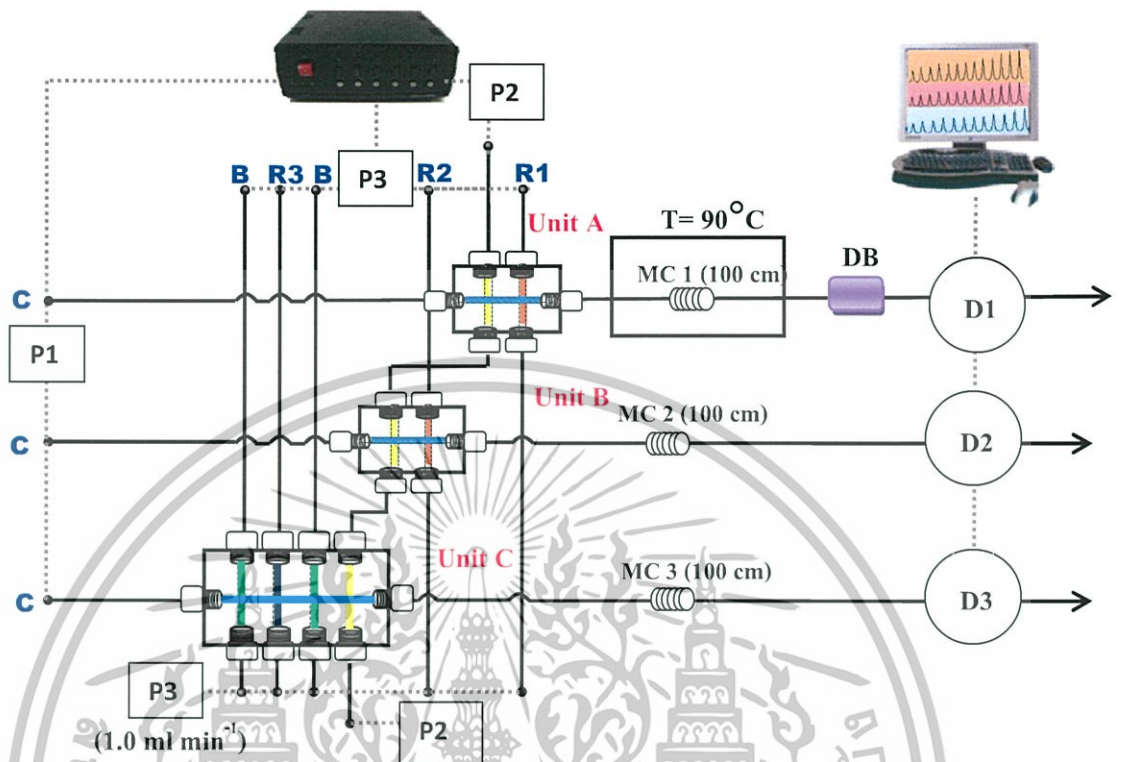 P2
P3
B R3 B R2 R1
Unit A
T= 90°C
MC 1 (100 cm)
DB
C
D1
P1
Unit B
MC 2 (100 cm)
C
D2
Unit C
MC 3 (100 cm)
C
D3
P3
(1.0 ml min⁻¹)
P2